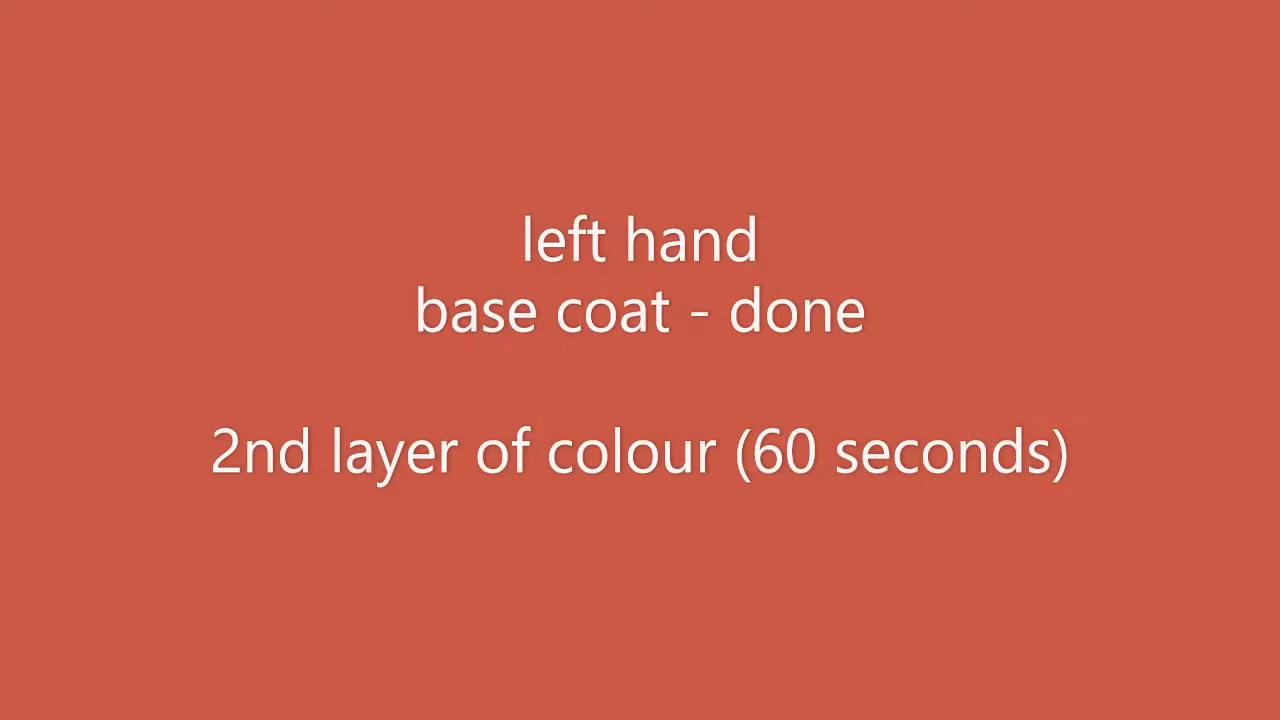 left hand
base coat - done
2nd layer of colour (60 seconds)